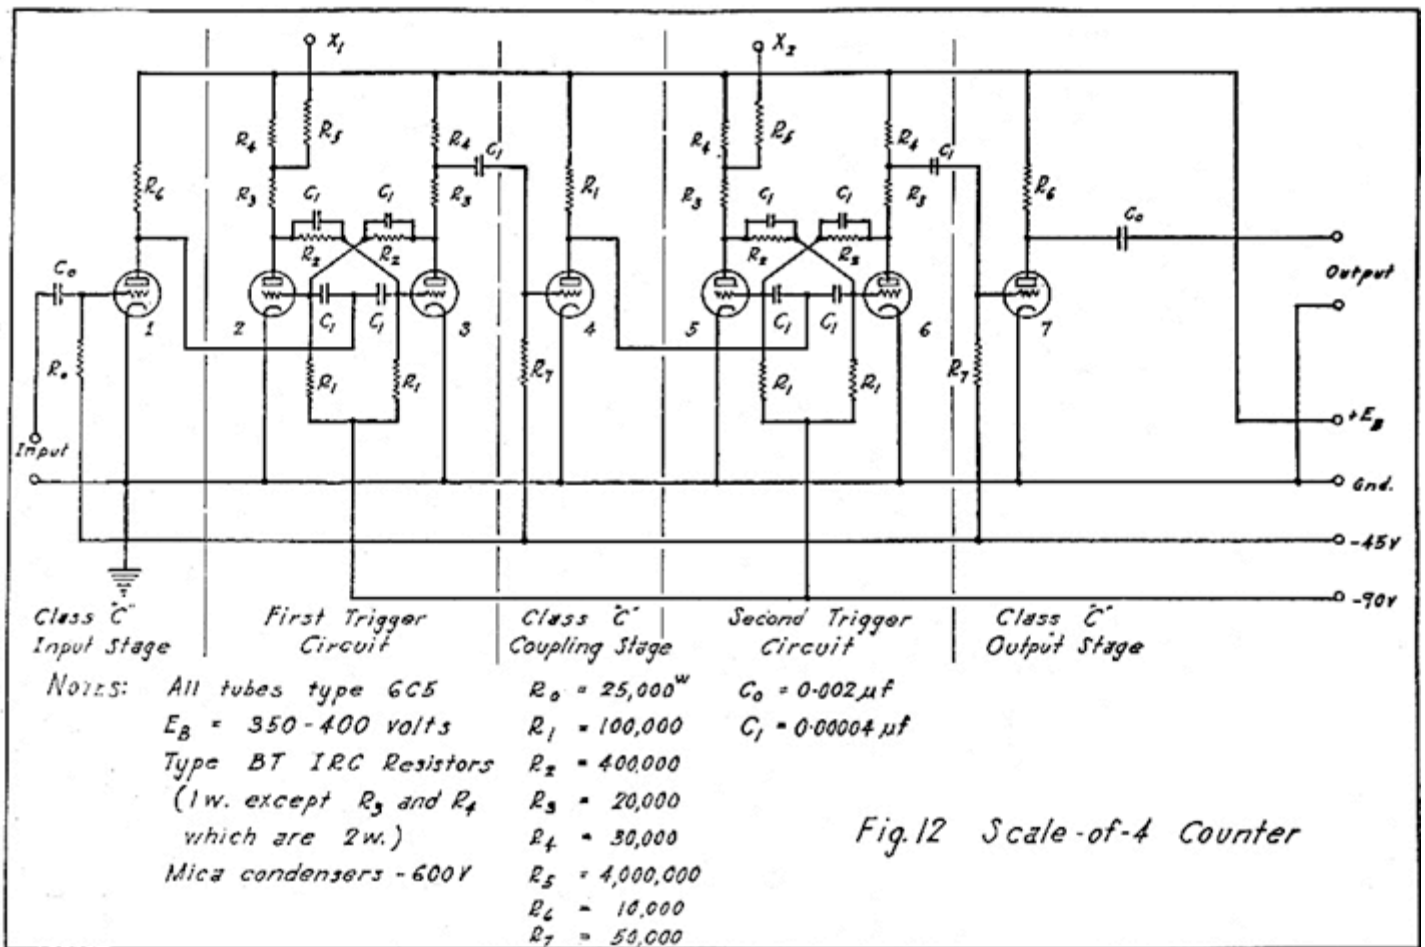 X₁
X₂
R₄
R₅
R₄
C₁
R₄
R₅
R₄
C₁
R₆
R₃
C₁
C₁
R₃
R₁
R₃
C₁
C₁
R₃
R₆
C₀
R₂
R₂
R₂
R₂
C₀
Output
1
2
C₁
C₁
3
4
5
C₁
C₁
6
7
R₀
R₁
R₁
R₇
R₁
R₁
R₇
+E_B
Input
Gnd.
-45V
-90V
Class "C"
Input Stage
First Trigger
Circuit
Class "C"
Coupling Stage
Second Trigger
Circuit
Class "C"
Output Stage
NOTES: All tubes type 6C5
E_B = 350-400 volts
Type BT IRC Resistors
(1w. except R₃ and R₄
which are 2w.)
Mica condensers -600V
R₀ = 25,000ʷ
R₁ = 100,000
R₂ = 400,000
R₃ = 20,000
R₄ = 30,000
R₅ = 4,000,000
R₆ = 10,000
R₇ = 50,000
C₀ = 0.002 µf
C₁ = 0.00004 µf
Fig.12 Scale-of-4 Counter